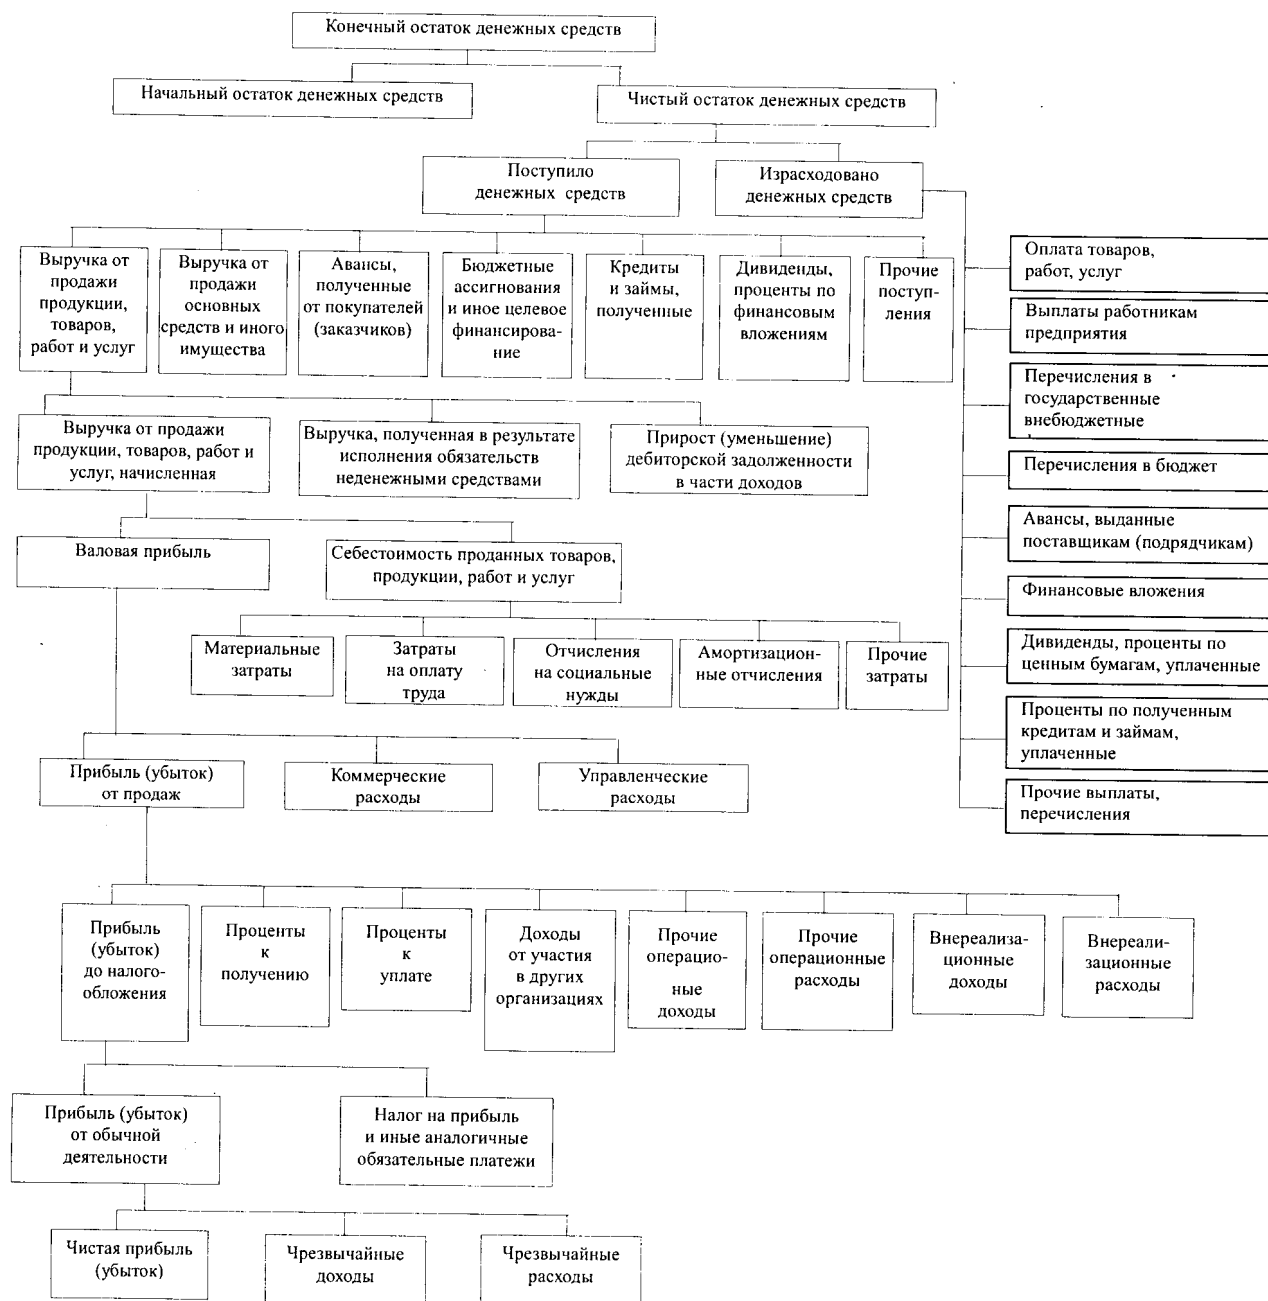 Конечный остаток денежных средств
Начальный остаток денежных средств
Чистый остаток денежных средств
Поступило
денежных средств
Израсходовано
денежных средств
Выручка от
продажи
продукции,
товаров,
работ и услуг
Выручка от
продажи
основных
средств и иного
имущества
Авансы,
полученные
от покупателей
(заказчиков)
Бюджетные
ассигнования
и иное целевое
финансирова-
ние
Кредиты
и займы,
полученные
Дивиденды,
проценты по
финансовым
вложениям
Прочие
поступ-
ления
Оплата товаров,
работ, услуг
Выплаты работникам
предприятия
Перечисления в
государственные
внебюджетные
Перечисления в бюджет
Авансы, выданные
поставщикам (подрядчикам)
Финансовые вложения
Дивиденды, проценты по
ценным бумагам, уплаченные
Проценты по полученным
кредитам и займам,
уплаченные
Прочие выплаты,
перечисления
Выручка от продажи
продукции, товаров, работ и
услуг, начисленная
Выручка, полученная в результате
исполнения обязательств
неденежными средствами
Прирост (уменьшение)
дебиторской задолженности
в части доходов
Валовая прибыль
Себестоимость проданных товаров,
продукции, работ и услуг
Материальные
затраты
Затраты
на оплату
труда
Отчисления
на социальные
нужды
Амортизацион-
ные отчисления
Прочие
затраты
Прибыль (убыток)
от продаж
Коммерческие
расходы
Управленческие
расходы
Прибыль
(убыток)
до налого-
обложения
Проценты
к
получению
Проценты
к
уплате
Доходы
от участия
в других
организациях
Прочие
операцио-
ные
доходы
Прочие
операционные
расходы
Внереализа-
ционные
доходы
Внереали-
зационные
расходы
Прибыль (убыток)
от обычной
деятельности
Налог на прибыль
и иные аналогичные
обязательные платежи
Чистая прибыль
(убыток)
Чрезвычайные
доходы
Чрезвычайные
расходы